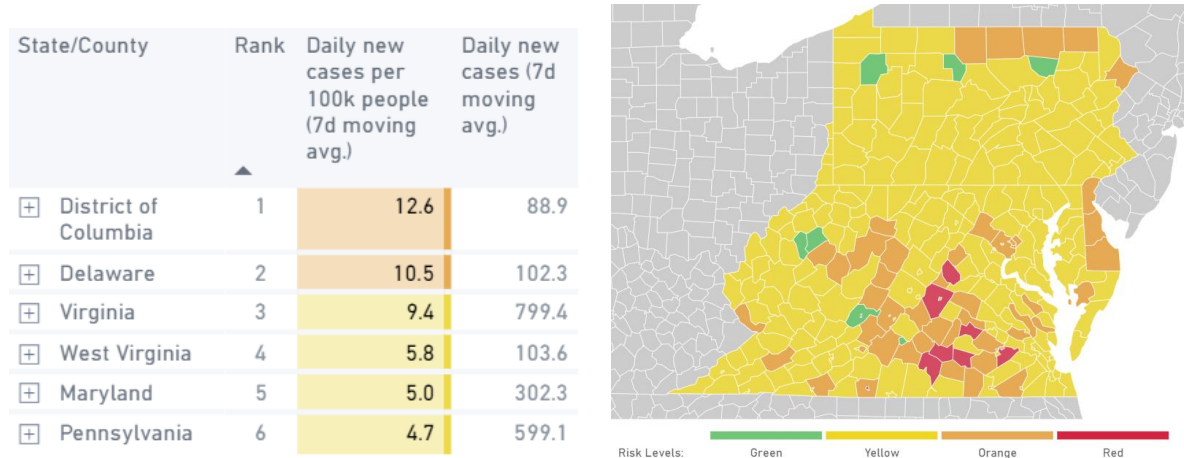 State/County Rank Daily new Daily new
cases per cases (7d
100k people moving
(7d moving avg.)
avg.)
District of 1 12.6 88.9
Columbia
Delaware 2 10.5 102.3
Virginia 3 9.4 799.4
West Virginia 4 5.8 103.6
Maryland 5 5.0 302.3
Pennsylvania 6 4.7 599.1
Risk Levels: Green Yellow Orange Red